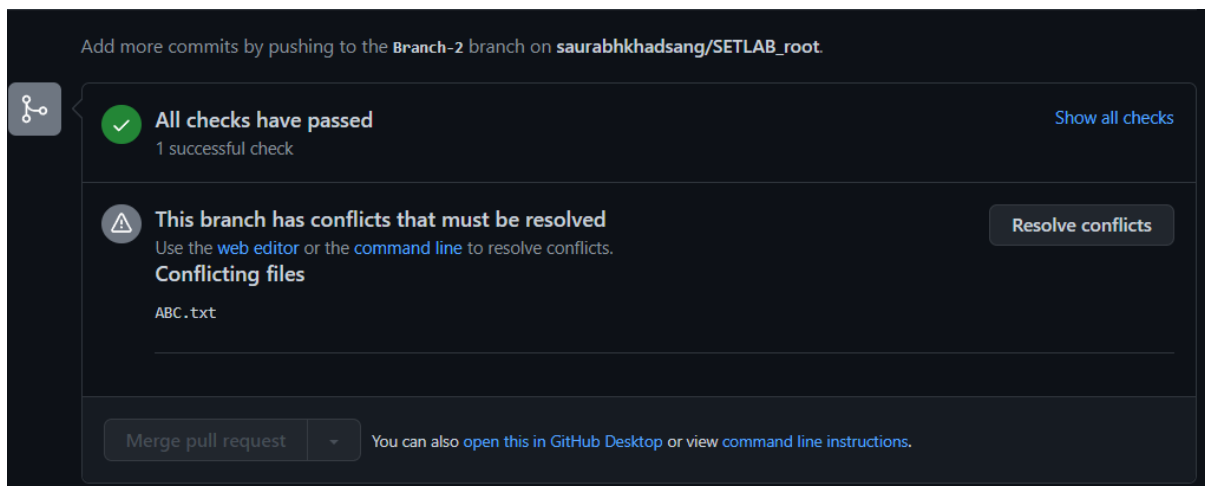 Add more commits by pushing to the Branch-2 branch on saurabhkhadsang/SETLAB_root.
All checks have passed
Show all checks
1 successful check
This branch has conflicts that must be resolved
Resolve conflicts
Use the web editor or the command line to resolve conflicts.
Conflicting files
ABC.txt
Merge pull request
You can also open this in GitHub Desktop or view command line instructions.